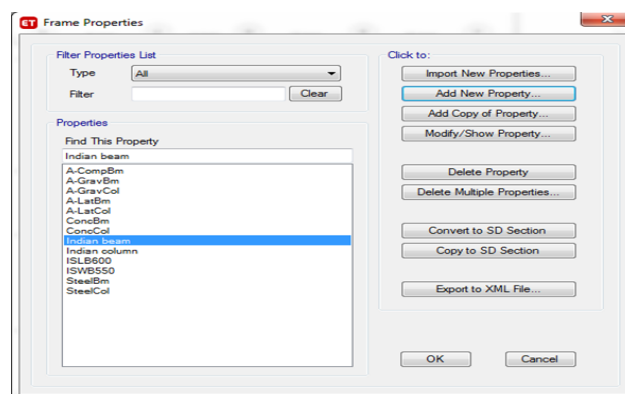 ET Frame Properties
Filter Properties List
Type All
Filter Clear
Properties
Find This Property
Indian beam
A-CompBm
A-GravBm
A-GravCol
A-LatBm
A-LatCol
ConcBm
ConcCol
Indian beam
Indian column
ISLB600
ISWB550
SteelBm
SteelCol
Click to:
Import New Properties...
Add New Property...
Add Copy of Property...
Modify/Show Property...
Delete Property
Delete Multiple Properties...
Convert to SD Section
Copy to SD Section
Export to XML File...
OK Cancel